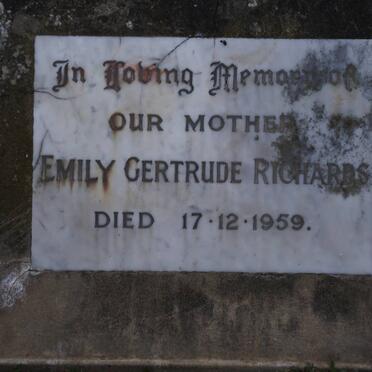 In Loving Memory of
OUR MOTHER
EMILY GERTRUDE RICHARDS
DIED 17·12·1959.